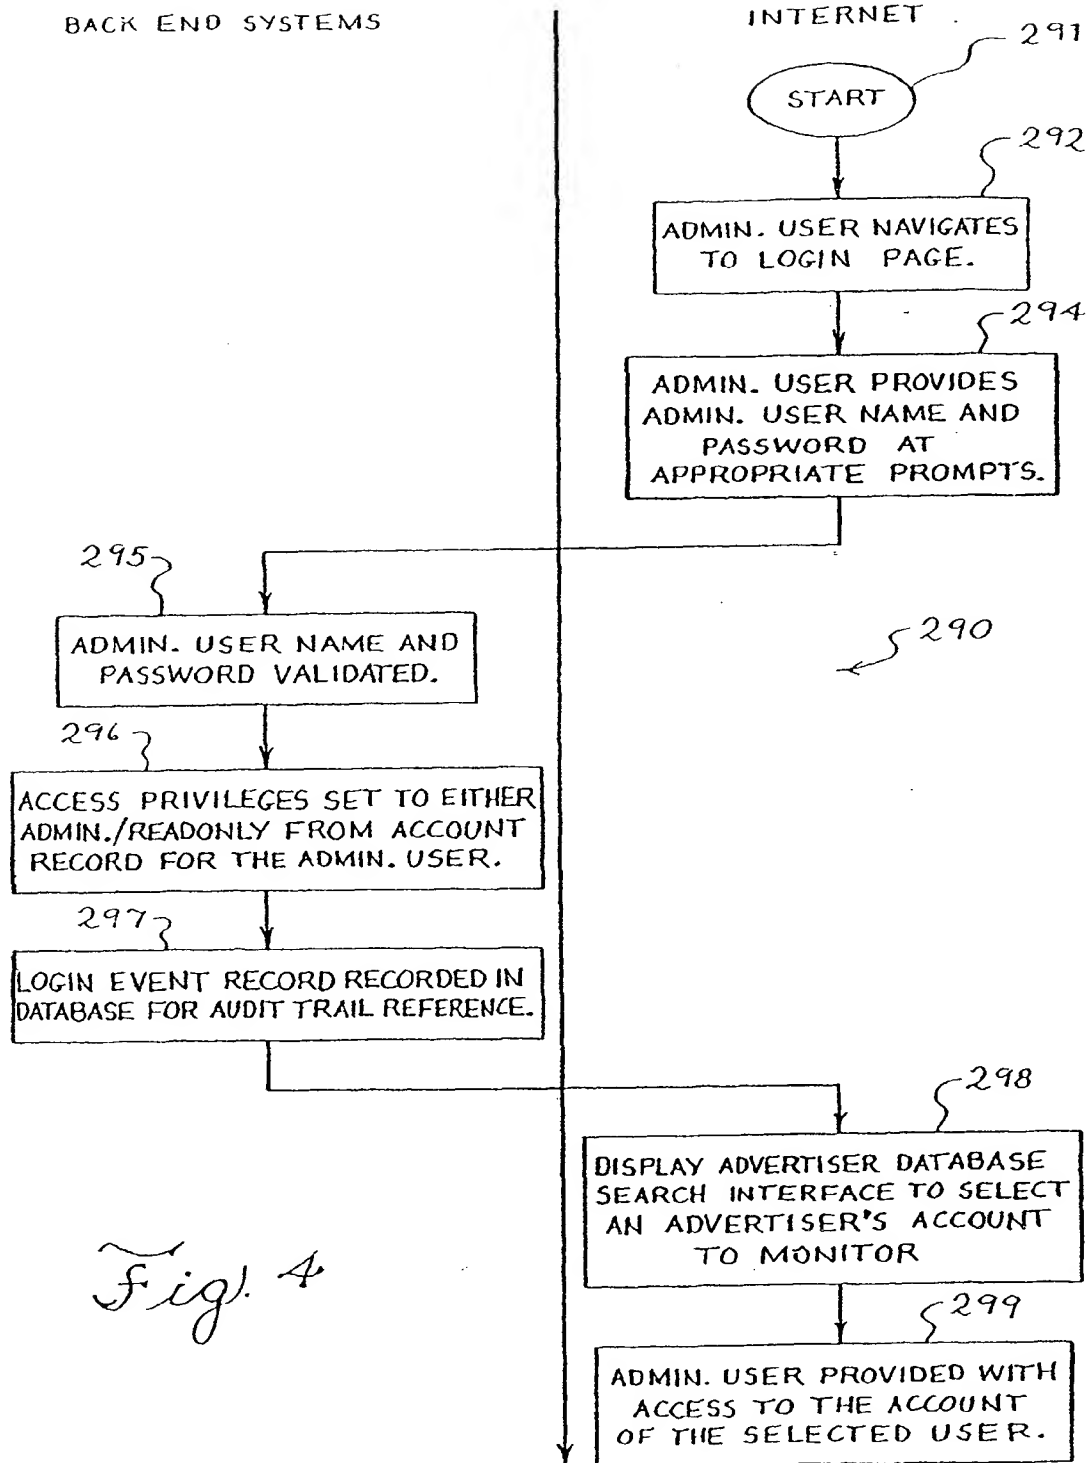 BACK END SYSTEMS
INTERNET
291
START
292
ADMIN. USER NAVIGATES
TO LOGIN PAGE.
294
ADMIN. USER PROVIDES
ADMIN. USER NAME AND
PASSWORD AT
APPROPRIATE PROMPTS.
295
ADMIN. USER NAME AND
PASSWORD VALIDATED.
290
296
ACCESS PRIVILEGES SET TO EITHER
ADMIN./READONLY FROM ACCOUNT
RECORD FOR THE ADMIN. USER.
297
LOGIN EVENT RECORD RECORDED IN
DATABASE FOR AUDIT TRAIL REFERENCE.
298
DISPLAY ADVERTISER DATABASE
SEARCH INTERFACE TO SELECT
AN ADVERTISER'S ACCOUNT
TO MONITOR
Fig. 4
299
ADMIN. USER PROVIDED WITH
ACCESS TO THE ACCOUNT
OF THE SELECTED USER.